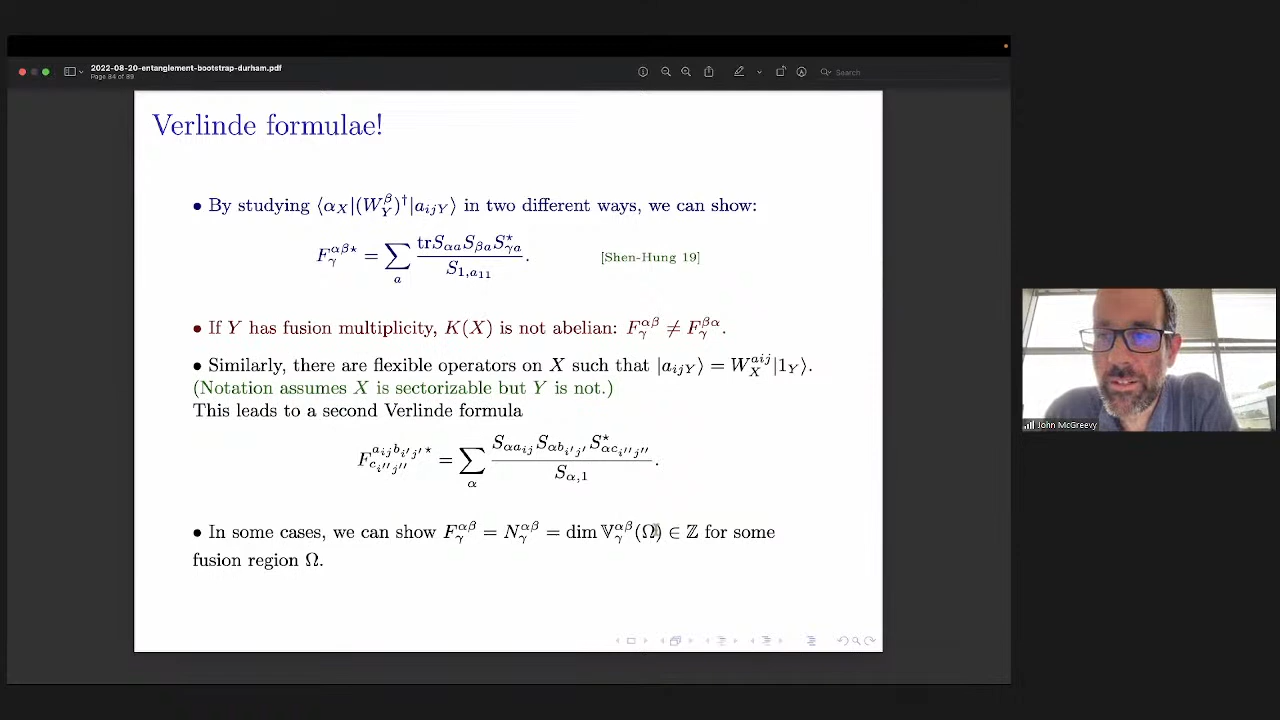 2022-08-20-entanglement-bootstrap-durham.pdf
Page 84 of 89
Search
Verlinde formulae!
• By studying ⟨α_X|(W_Y^β)^†|a_{ijY}⟩ in two different ways, we can show:
F_γ^{αβ⋆} = ∑_a trS_{αa}S_{βa}S^⋆_{γa} / S_{1,a_{11}}. [Shen-Hung 19]
• If Y has fusion multiplicity, K(X) is not abelian: F_γ^{αβ} ≠ F_γ^{βα}.
• Similarly, there are flexible operators on X such that |a_{ijY}⟩ = W_X^{aij}|1_Y⟩.
(Notation assumes X is sectorizable but Y is not.)
This leads to a second Verlinde formula
F_{c_{i''j''}}^{a_{ij}b_{i'j'}⋆} = ∑_α S_{αa_{ij}}S_{αb_{i'j'}}S^⋆_{αc_{i''j''}} / S_{α,1}.
• In some cases, we can show F_γ^{αβ} = N_γ^{αβ} = dim 𝕍_γ^{αβ}(Ω) ∈ ℤ for some
fusion region Ω.
John McGreevy